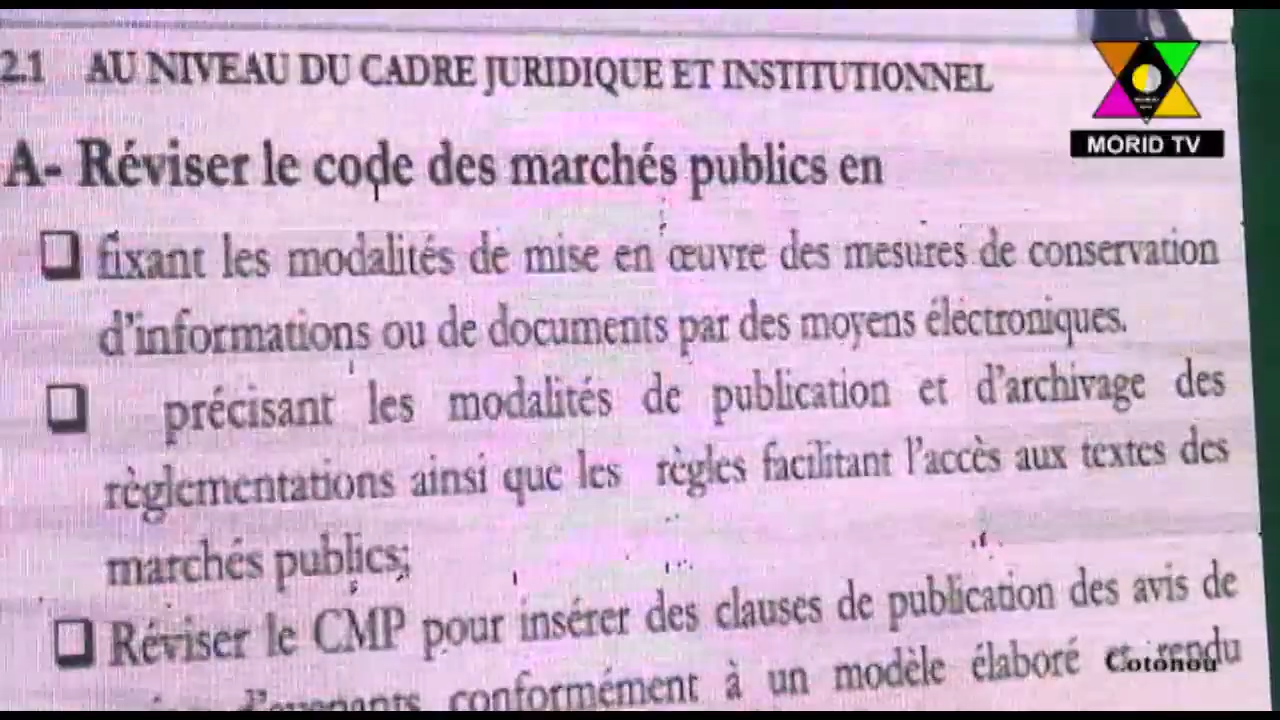 2.1 AU NIVEAU DU CADRE JURIDIQUE ET INSTITUTIONNEL
MORID TV
A- Réviser le code des marchés publics en
❑ fixant les modalités de mise en œuvre des mesures de conservation
d'informations ou de documents par des moyens électroniques.
❑ précisant les modalités de publication et d'archivage des
règlementations ainsi que les règles facilitant l'accès aux textes des
marchés publics;
❑ Réviser le CMP pour insérer des clauses de publication des avis de
d'avenants conformément à un modèle élaboré et rendu
Cotonou